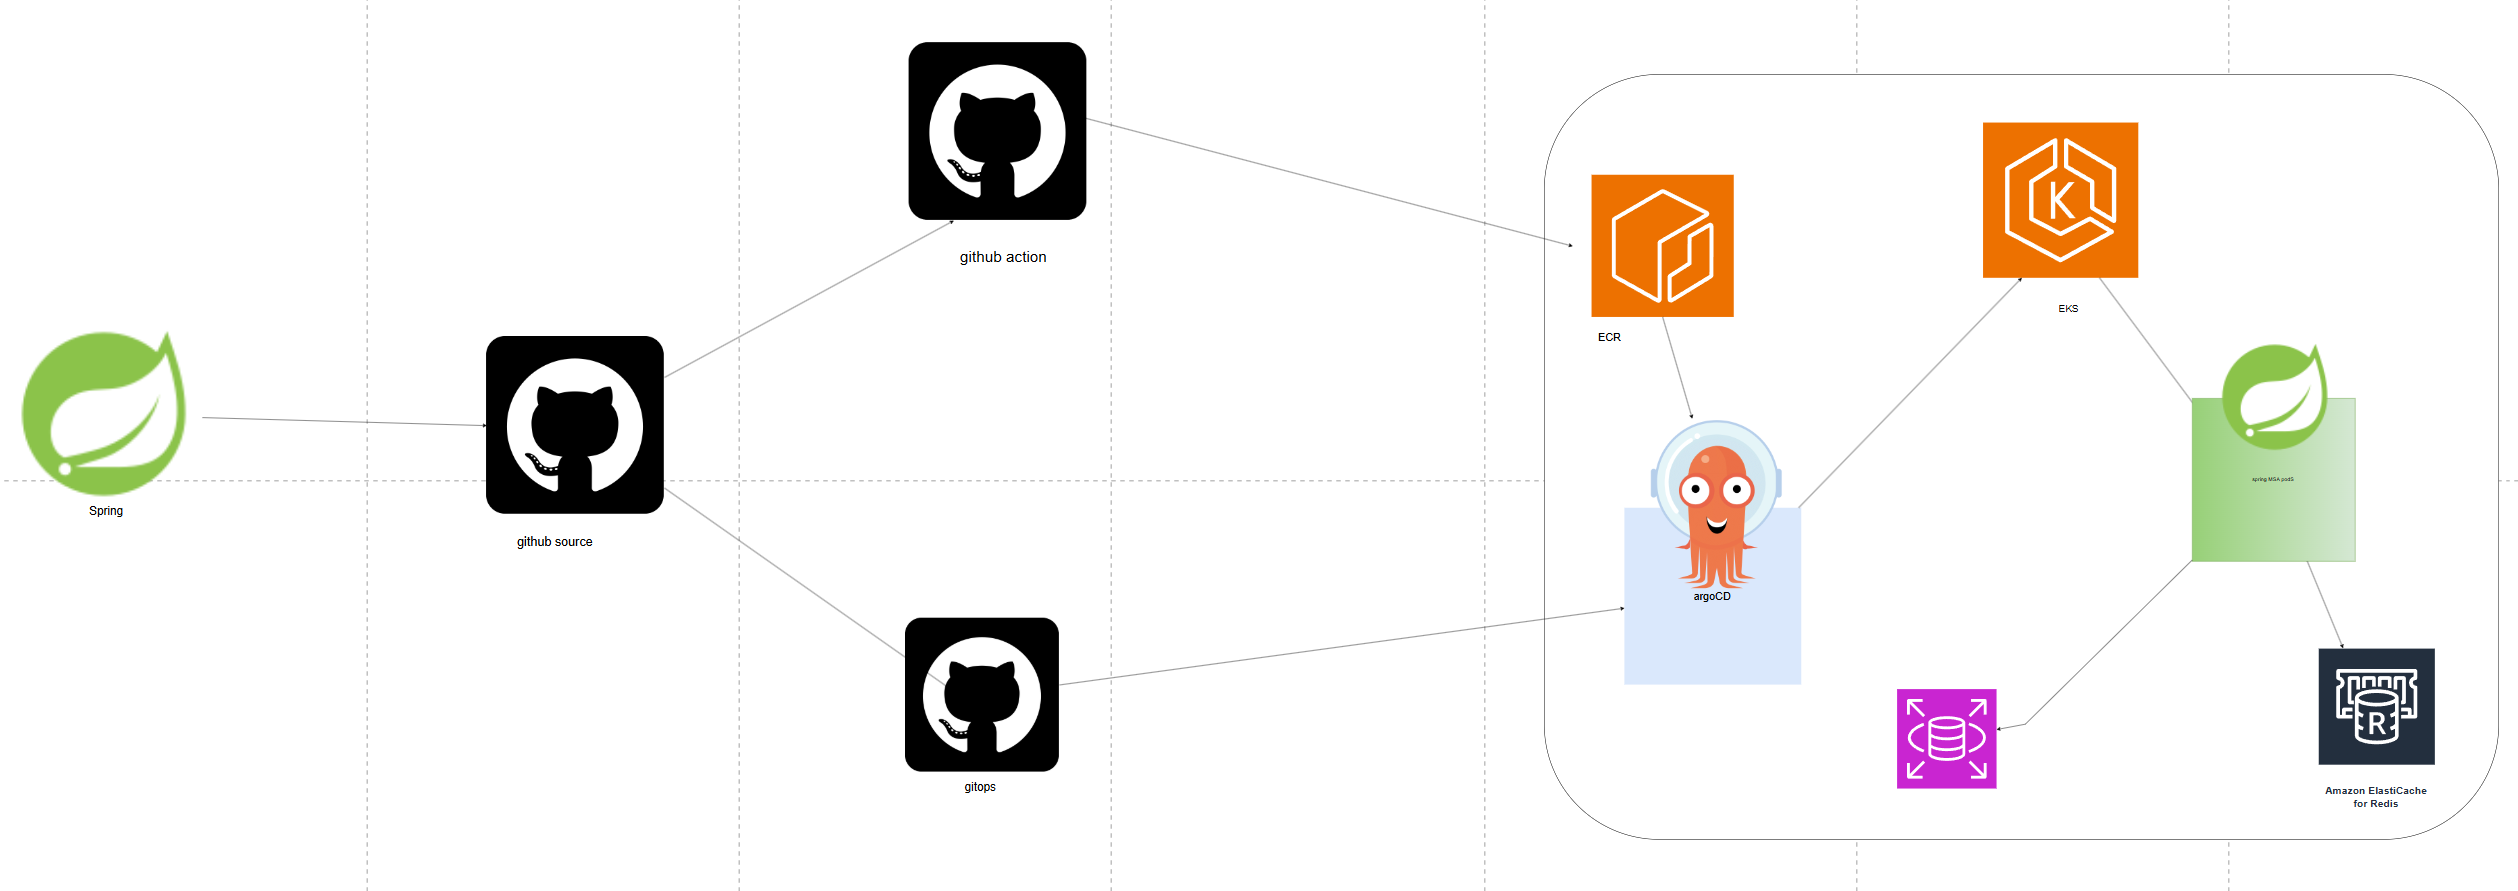 github action
EKS
ECR
Spring
spring MSA podS
github source
argoCD
gitops
Amazon ElastiCache
for Redis